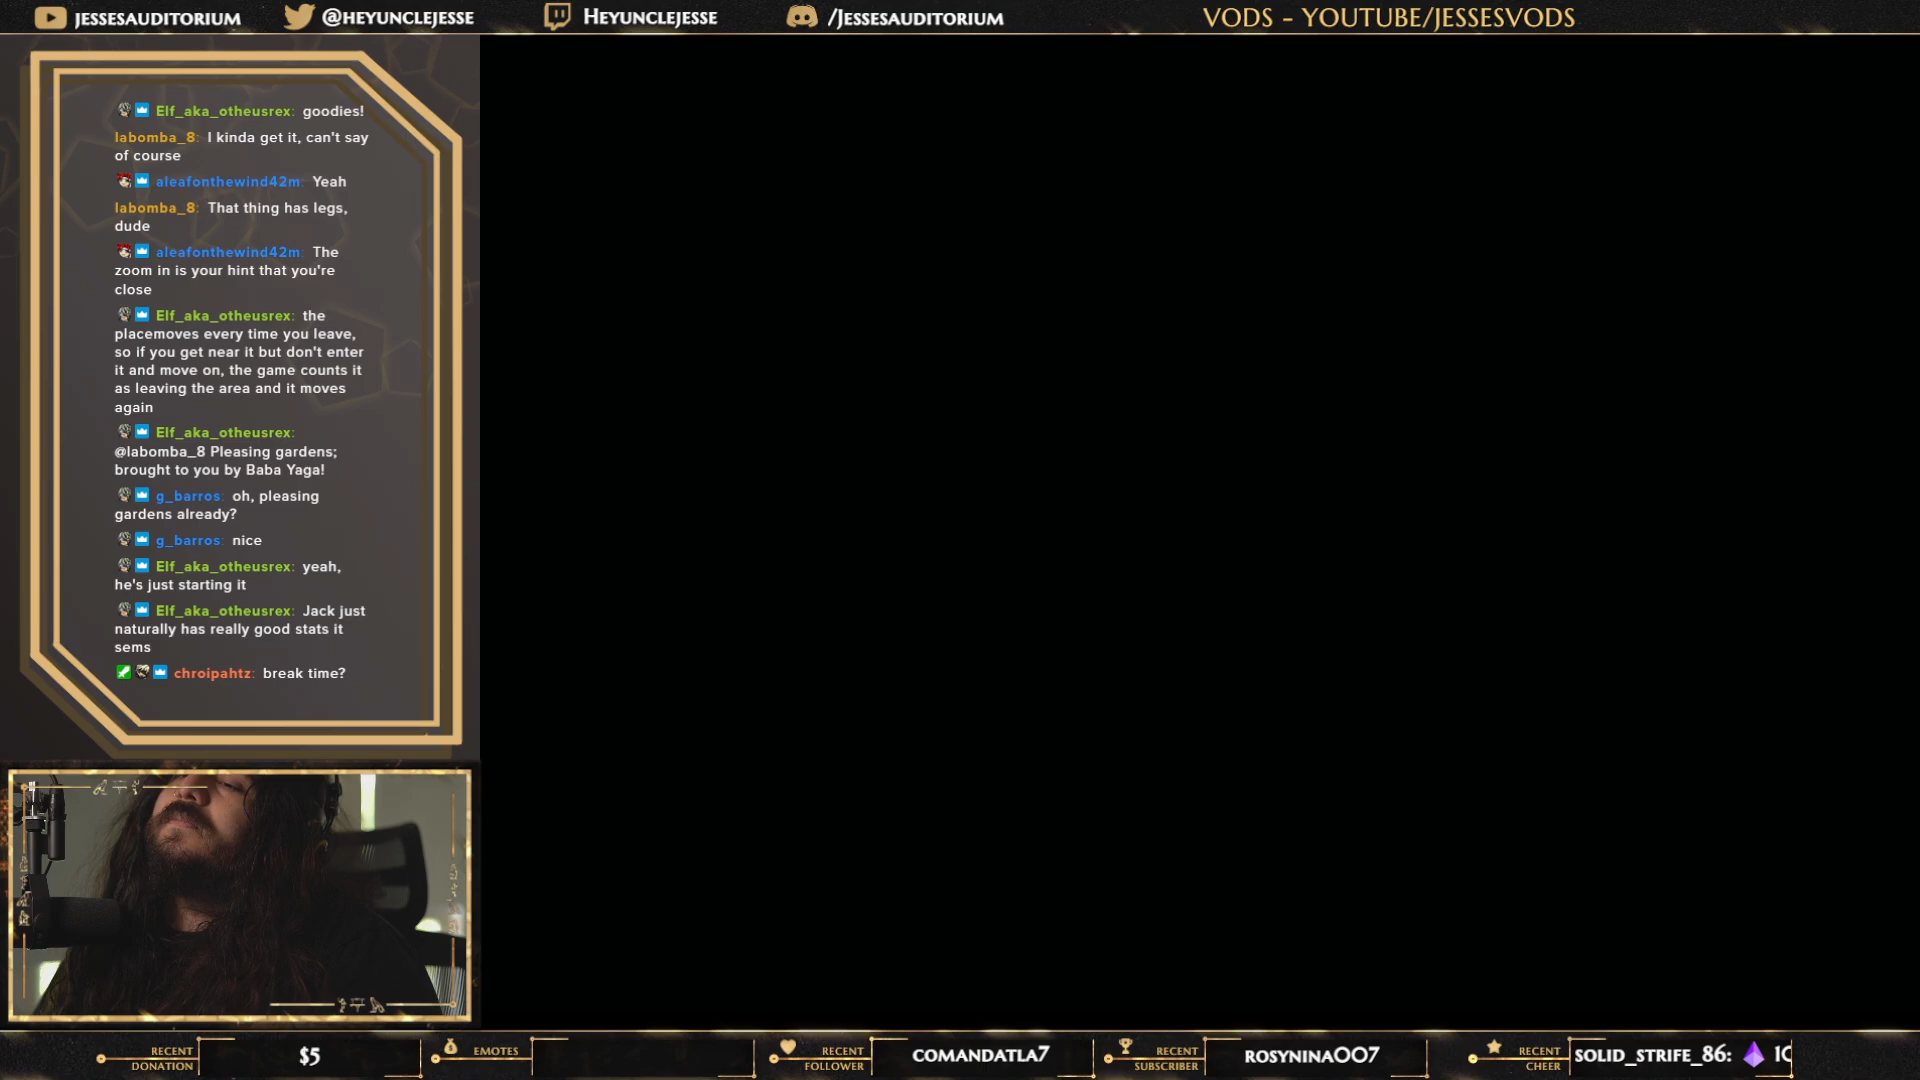 JESSESAUDITORIUM
@HEYUNCLEJESSE
HEYUNCLEJESSE
/JESSESAUDITORIUM
VODS - YOUTUBE/JESSESVODS
Elf_aka_otheusrex: goodies!
labomba_8: I kinda get it, can't say
of course
aleafonthewind42m: Yeah
labomba_8: That thing has legs,
dude
aleafonthewind42m: The
zoom in is your hint that you're
close
Elf_aka_otheusrex: the
placemoves every time you leave,
so if you get near it but don't enter
it and move on, the game counts it
as leaving the area and it moves
again
Elf_aka_otheusrex:
@labomba_8 Pleasing gardens;
brought to you by Baba Yaga!
g_barros: oh, pleasing
gardens already?
g_barros: nice
Elf_aka_otheusrex: yeah,
he's just starting it
Elf_aka_otheusrex: Jack just
naturally has really good stats it
sems
chroipahtz: break time?
RECENT
DONATION
$5
EMOTES
RECENT
FOLLOWER
COMANDATLA7
RECENT
SUBSCRIBER
ROSYNINA007
RECENT
CHEER
SOLID_STRIFE_86: